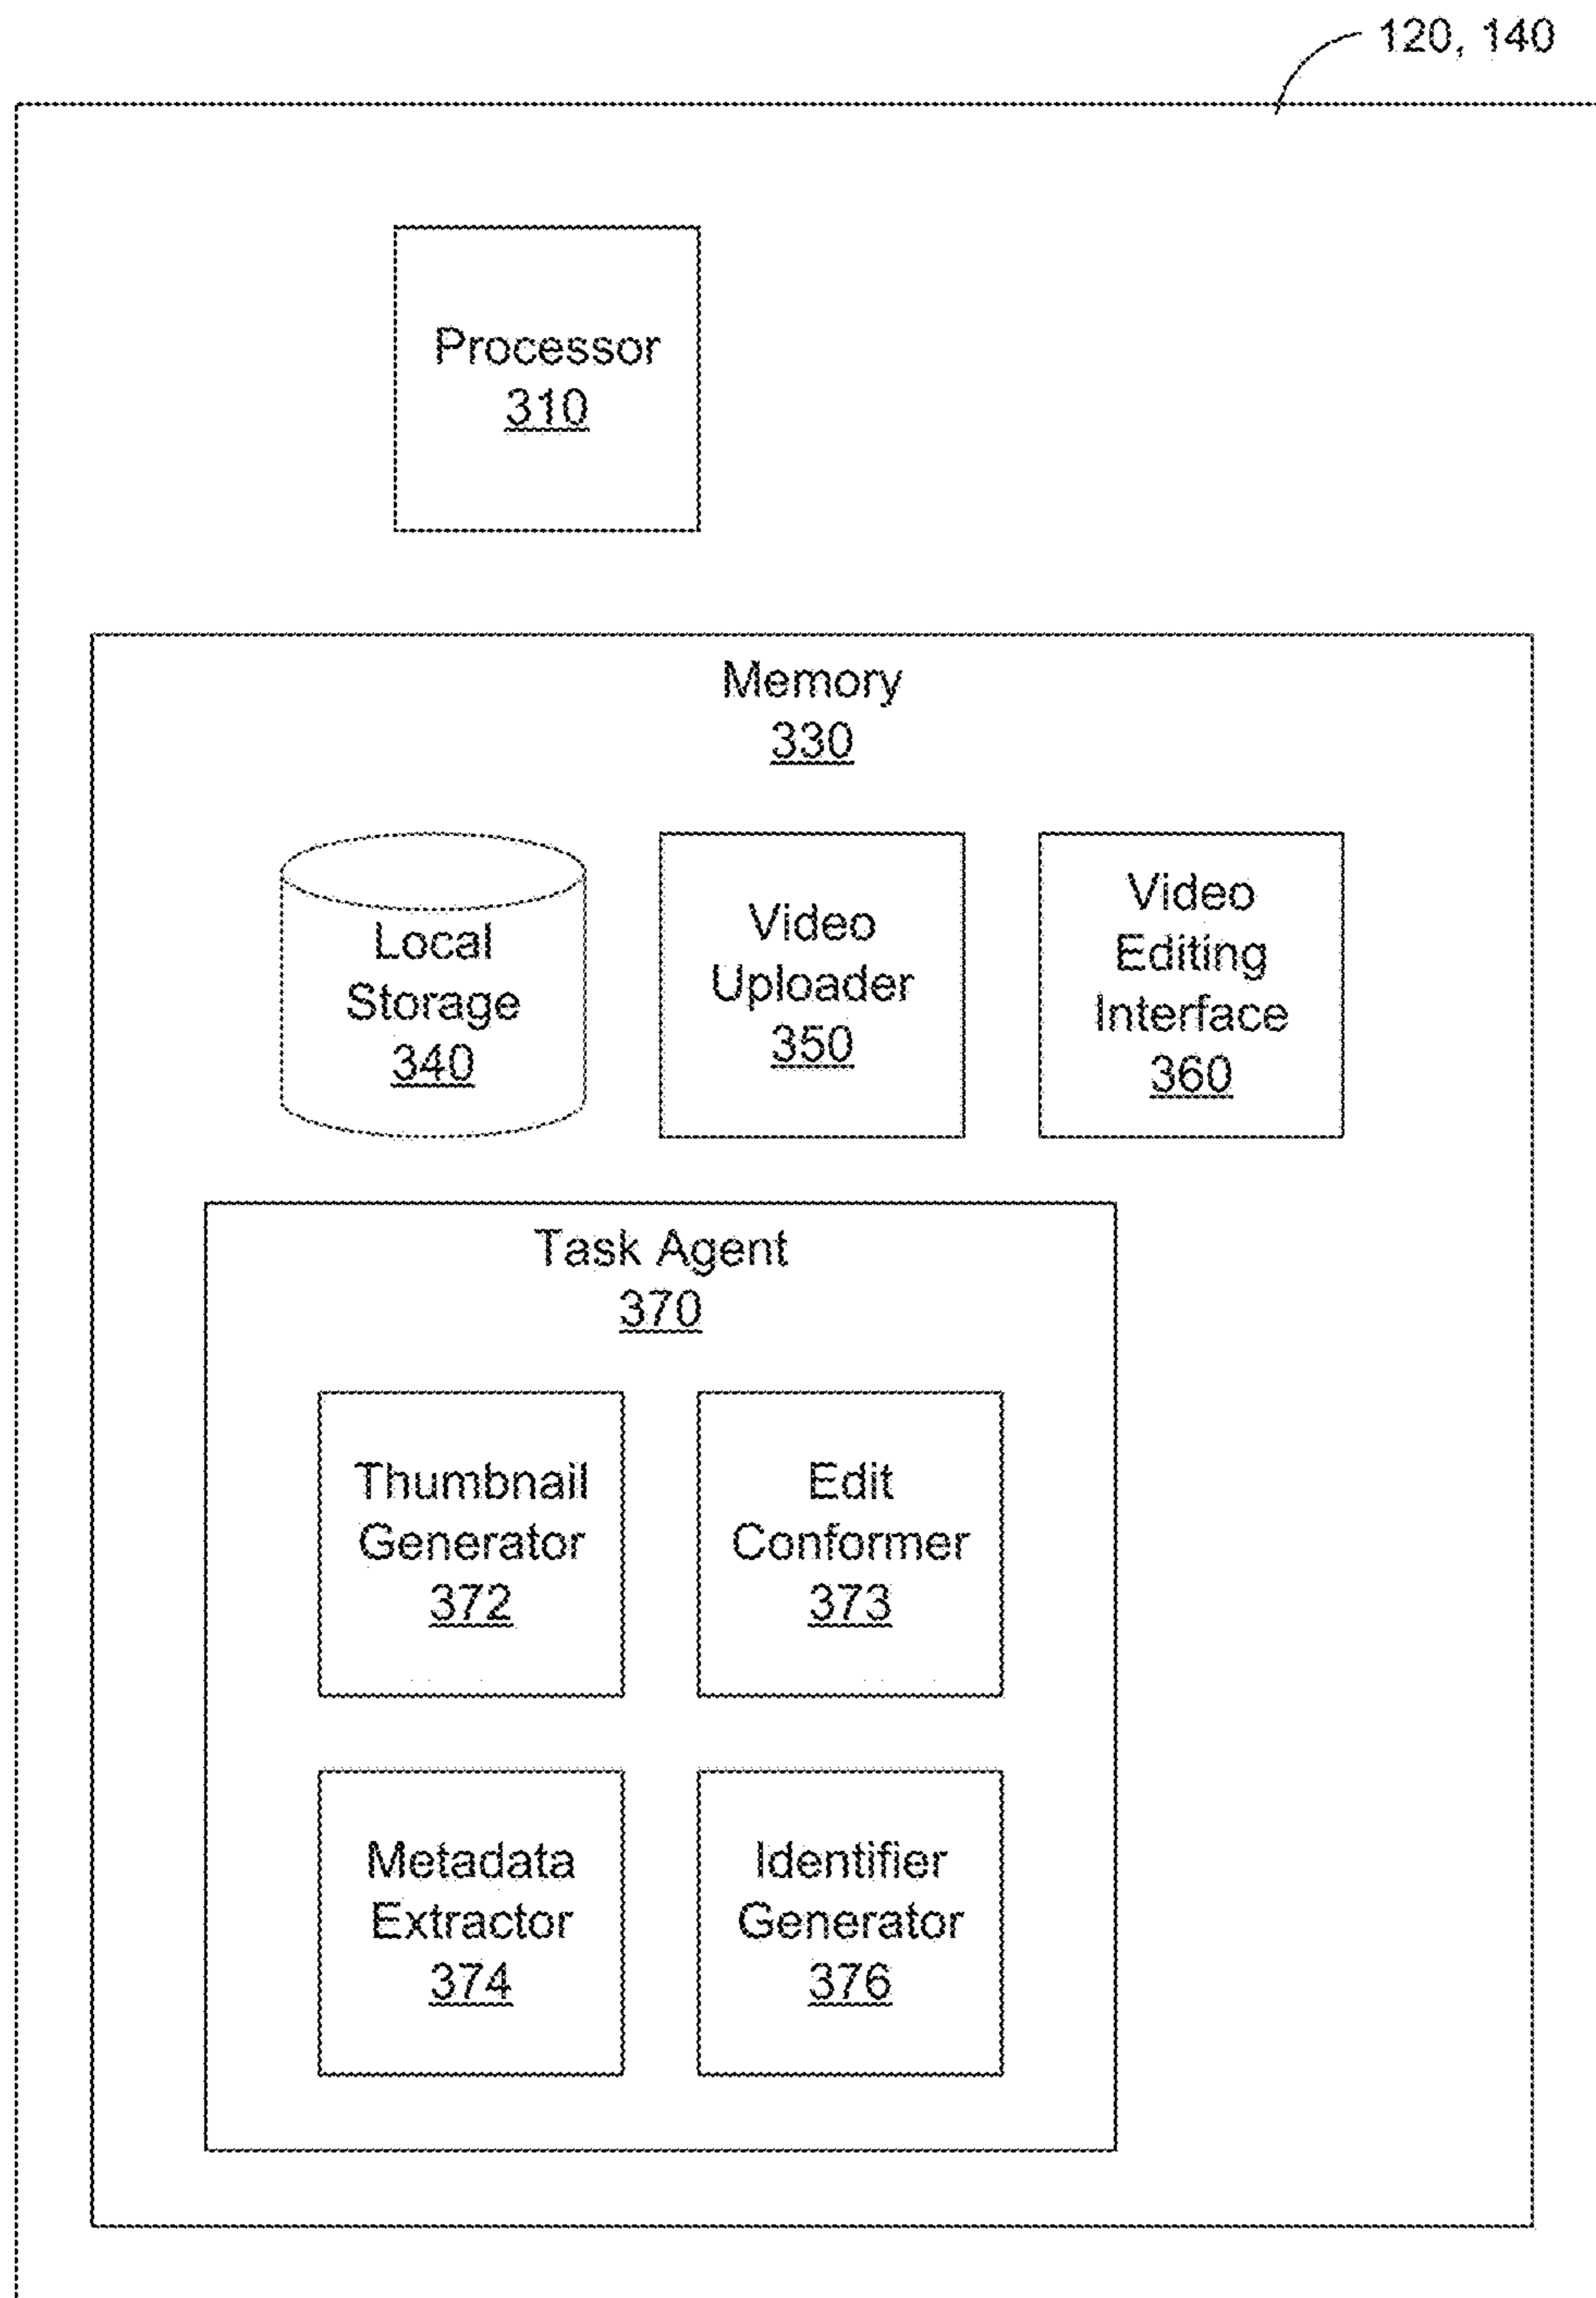 120, 140
Processor
310
Memory
330
Local
Storage
340
Video
Uploader
350
Video
Editing
Interface
360
Task Agent
370
Thumbnail
Generator
372
Edit
Conformer
373
Metadata
Extractor
374
Identifier
Generator
376